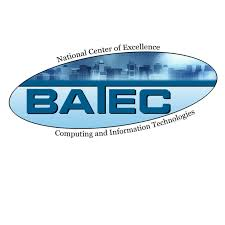 National Center of Excellence
BATEC
Computing and Information Technologies